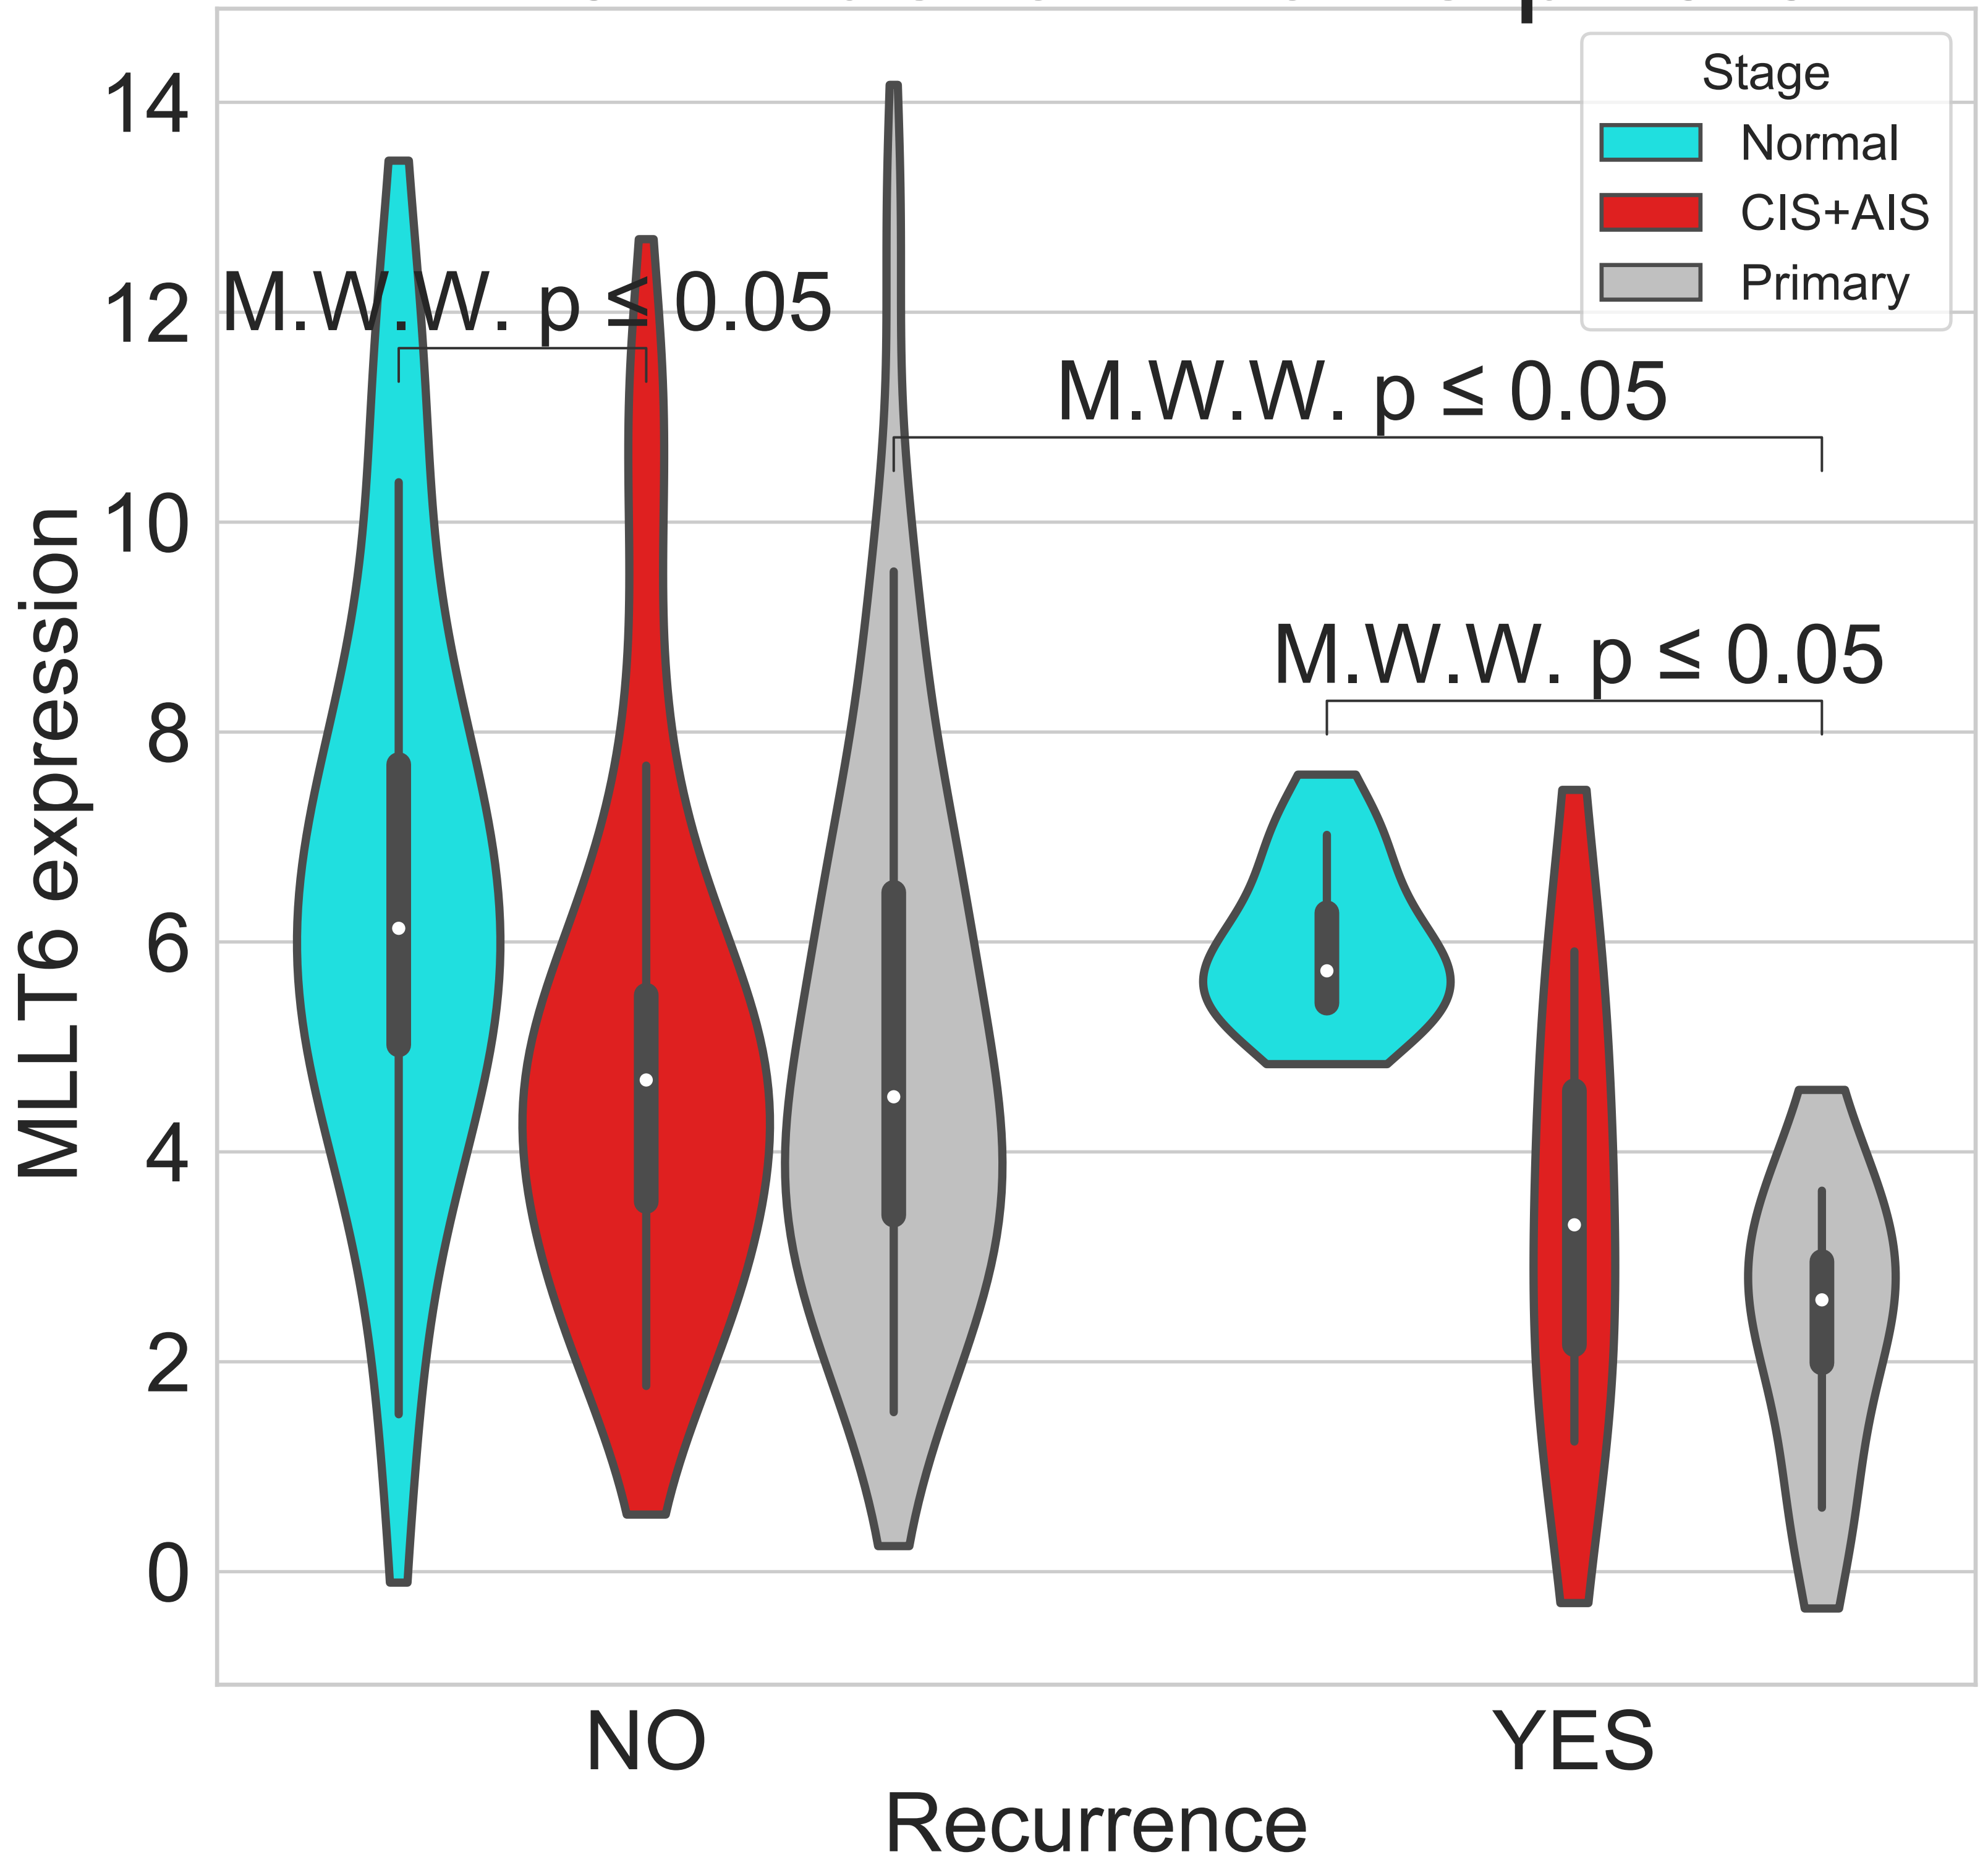 Stage
Normal
CIS+AIS
Primary
M.W.W. p ≤ 0.05
M.W.W. p ≤ 0.05
M.W.W. p ≤ 0.05
MLLT6 expression
14
12
10
8
6
4
2
0
NO
YES
Recurrence